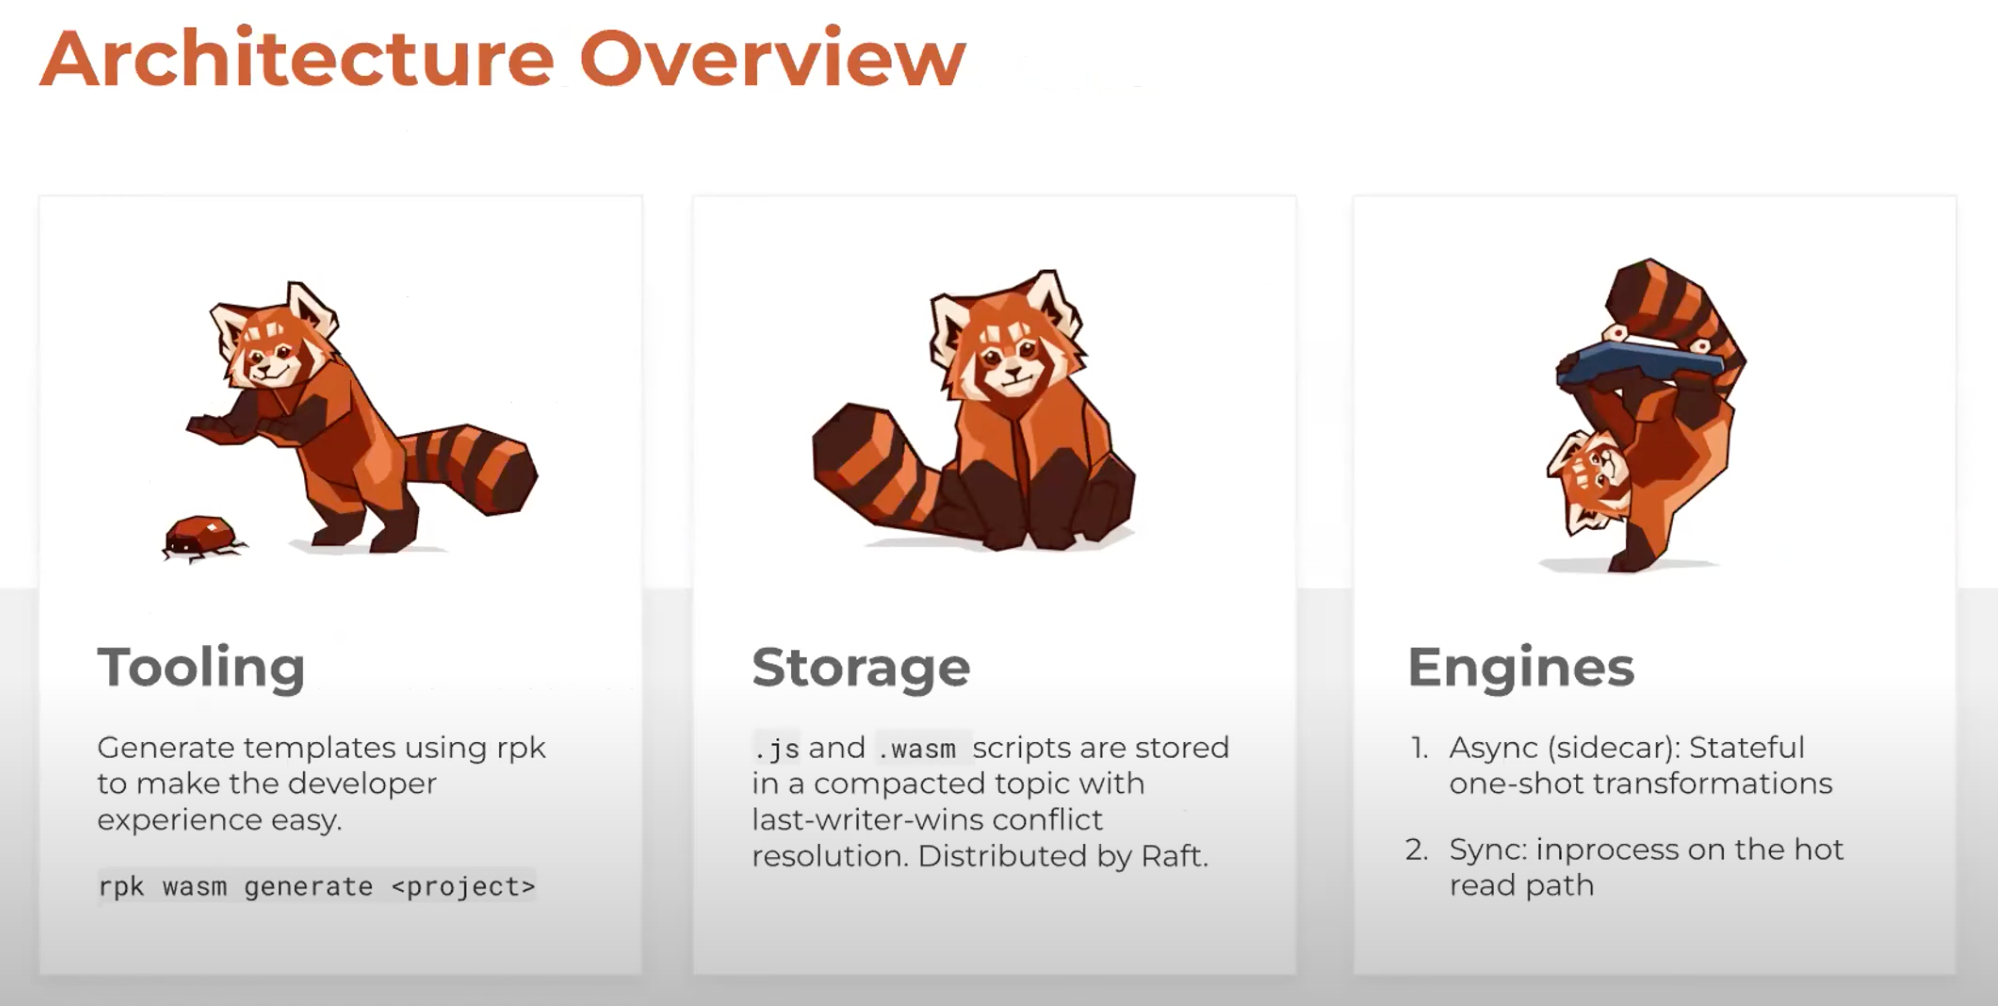 Architecture Overview
Tooling
Generate templates using rpk
to make the developer
experience easy.
rpk wasm generate <project>
Storage
.js and .wasm scripts are stored
in a compacted topic with
last-writer-wins conflict
resolution. Distributed by Raft.
Engines
1. Async (sidecar): Stateful
one-shot transformations
2. Sync: inprocess on the hot
read path